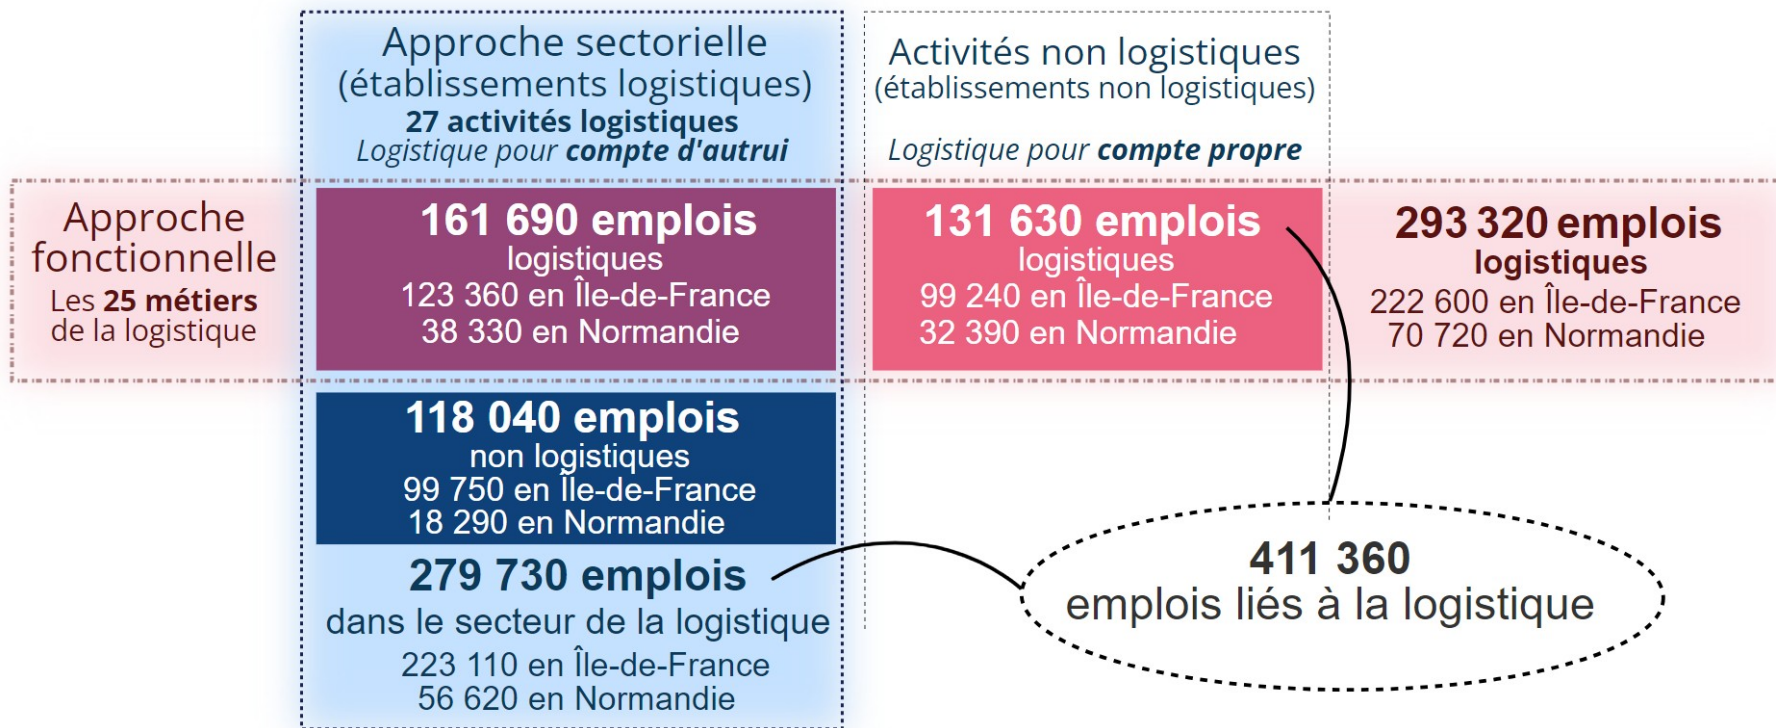 Approche sectorielle
(établissements logistiques)
27 activités logistiques
Logistique pour compte d'autrui
Activités non logistiques
(établissements non logistiques)
Logistique pour compte propre
Approche
fonctionnelle
Les 25 métiers
de la logistique
161 690 emplois
logistiques
123 360 en Île-de-France
38 330 en Normandie
131 630 emplois
logistiques
99 240 en Île-de-France
32 390 en Normandie
293 320 emplois
logistiques
222 600 en Île-de-France
70 720 en Normandie
118 040 emplois
non logistiques
99 750 en Île-de-France
18 290 en Normandie
279 730 emplois
dans le secteur de la logistique
223 110 en Île-de-France
56 620 en Normandie
411 360
emplois liés à la logistique